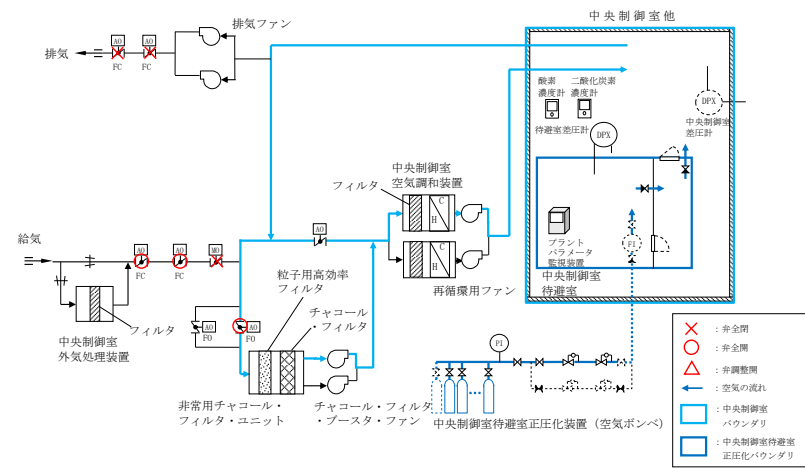 中央制御室他
排気ファン
排気
AO
AO
FC
FC
酸素
濃度計
二酸化炭素
濃度計
DPX
中央制御室
差圧計
待避室差圧計
DPX
中央制御室
空気調和装置
フィルタ
C
H
C
H
再循環用ファン
AO
給気
AO
AO
MO
FC
FC
フィルタ
中央制御室
外気処理装置
粒子用高効率
フィルタ
チャコール
・フィルタ
AO
FO
AO
FO
非常用チャコール・
フィルタ・ユニット
チャコール・フィルタ
・ブースタ・ファン
プラント
パラメータ
監視装置
FI
中央制御室
待避室
PI
中央制御室待避室正圧化装置（空気ボンベ）
：弁全閉
：弁全開
：弁調整開
：空気の流れ
：中央制御室
バウンダリ
：中央制御室待避室
正圧化バウンダリ